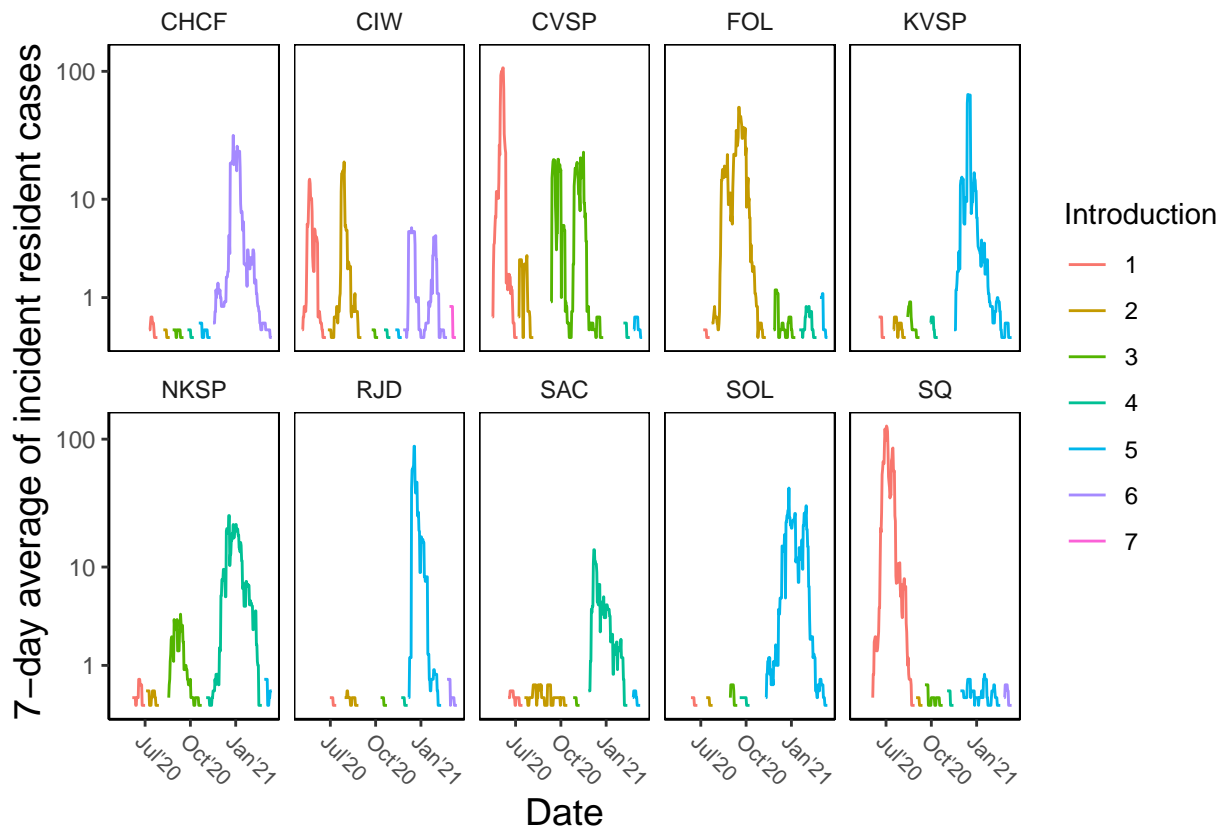 CHCF CIW CVSP FOL KVSP
7−day average of incident resident cases
100
10
1
NKSP RJD SAC SOL SQ
100
10
1
Jul'20 Oct'20 Jan'21 Jul'20 Oct'20 Jan'21 Jul'20 Oct'20 Jan'21 Jul'20 Oct'20 Jan'21 Jul'20 Oct'20 Jan'21
Date
Introduction
1
2
3
4
5
6
7